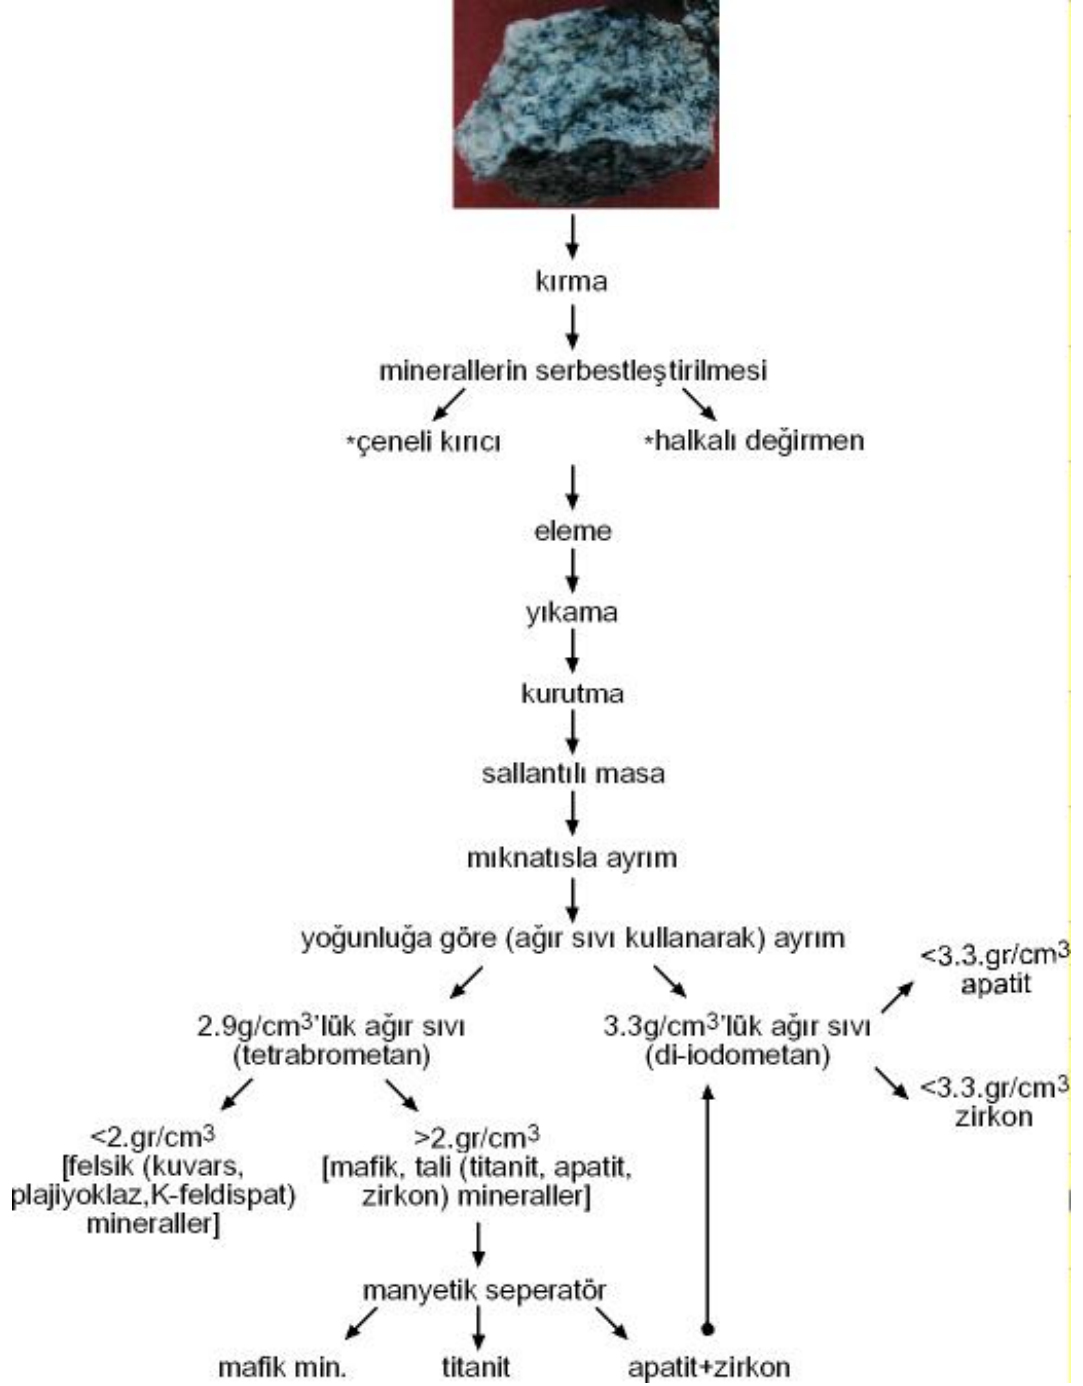 kırma
minerallerin serbestleştirilmesi
*çeneli kırıcı
*halkalı değirmen
eleme
yıkama
kurutma
sallantılı masa
mıknatısla ayrım
yoğunluğa göre (ağır sıvı kullanarak) ayrım
<3.3.gr/cm3
apatit
2.9g/cm3'lük ağır sıvı
(tetrabrometan)
3.3g/cm3'lük ağır sıvı
(di-iodometan)
<3.3.gr/cm3
zirkon
<2.gr/cm3
[felsik (kuvars,
plajiyoklaz,K-feldispat)
mineraller]
>2.gr/cm3
[mafik, tali (titanit, apatit,
zirkon) mineraller]
manyetik seperatör
mafik min.
titanit
apatit+zirkon